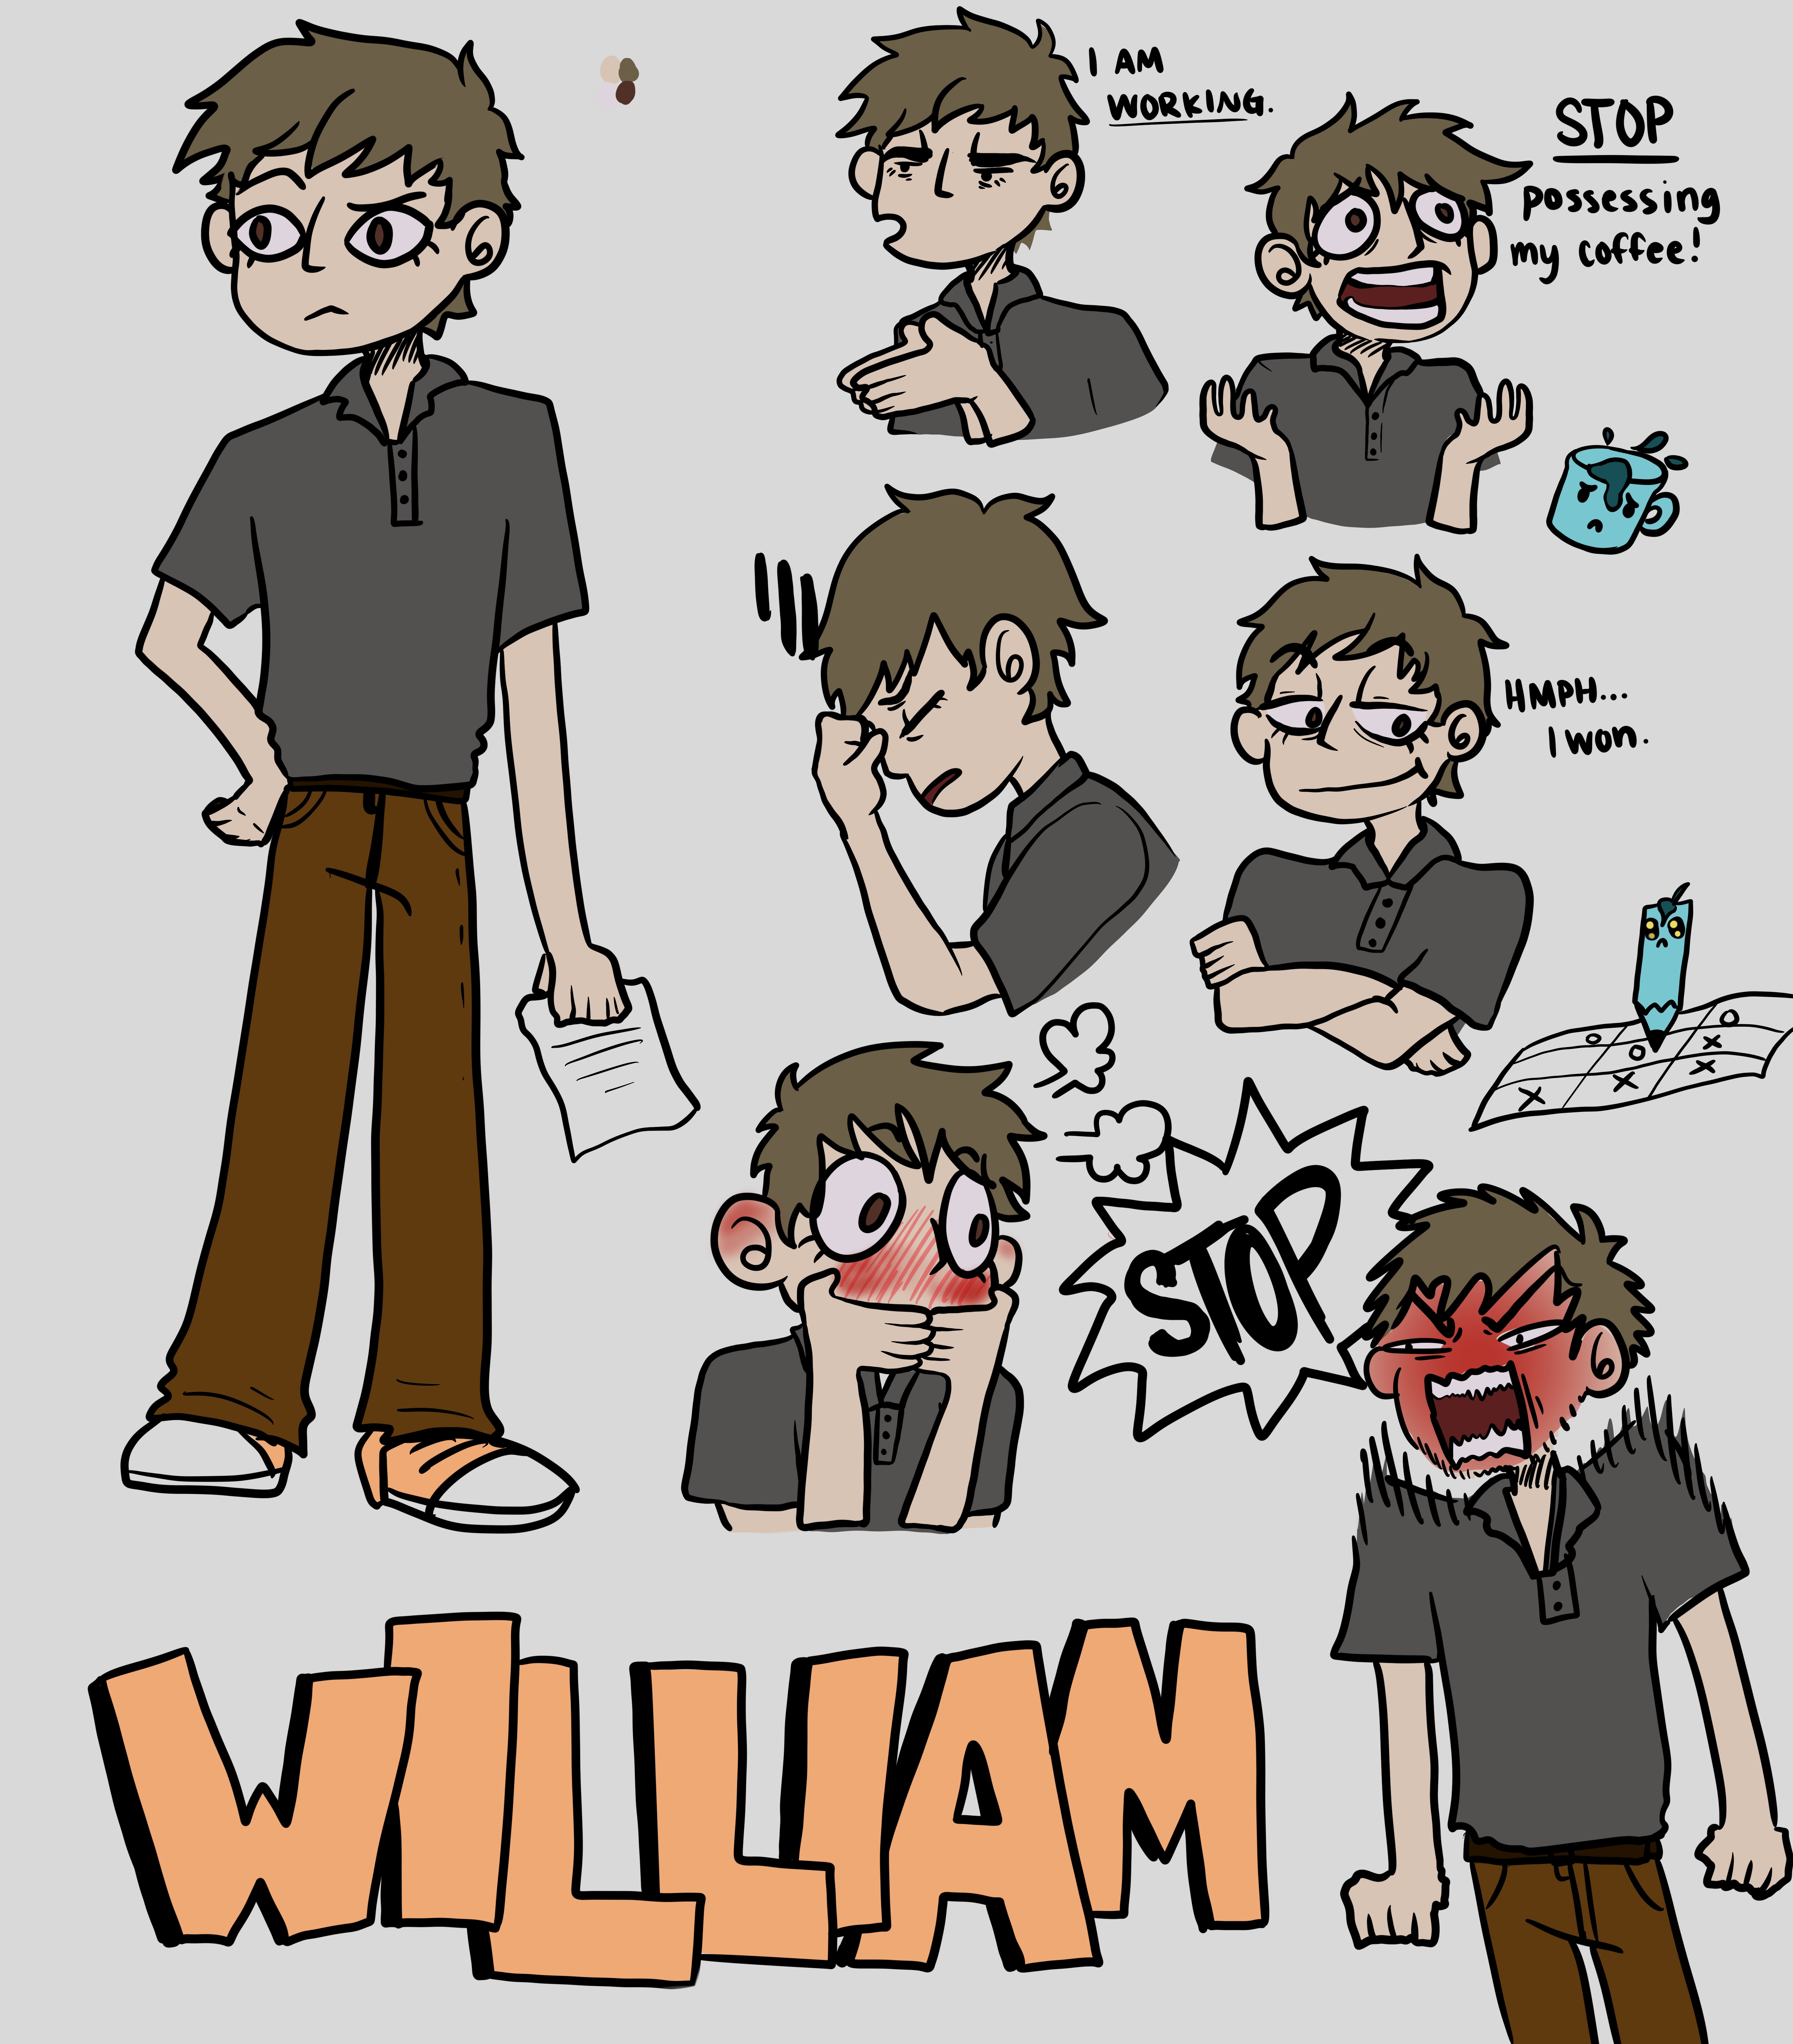 I AM
WORKING.
STOP
possessing
my coffee!
HMPH...
I won.
STOP
WILLIAM